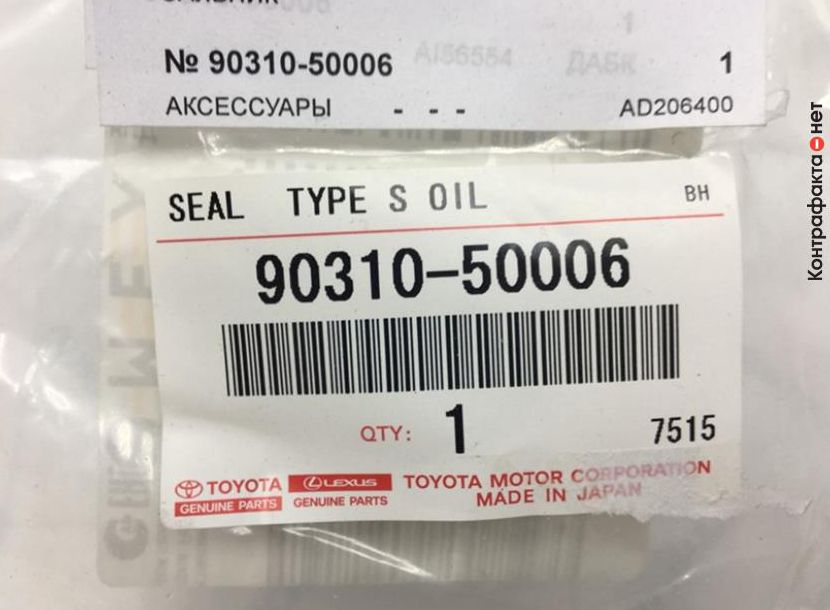 № 90310-50006 1
АКСЕССУАРЫ - - - AD206400
SEAL TYPE S OIL BH
90310-50006
QTY: 1 7515
TOYOTA LEXUS TOYOTA MOTOR CORPORATION
GENUINE PARTS GENUINE PARTS MADE IN JAPAN
Контрафакта нет